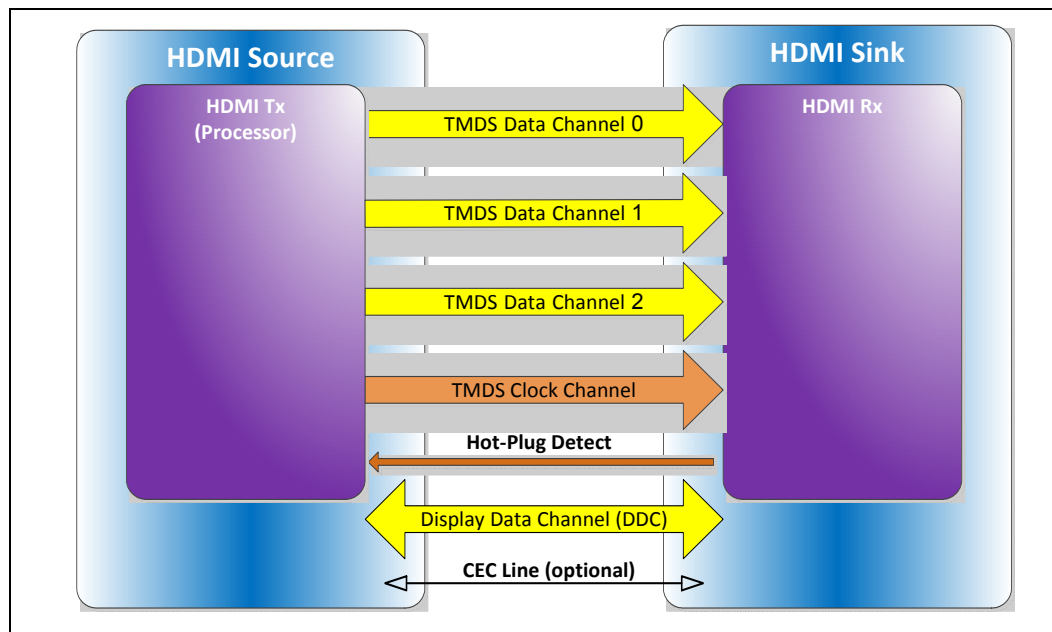 HDMI Source
HDMI Sink
HDMI Tx
(Processor)
HDMI Rx
TMDS Data Channel 0
TMDS Data Channel 1
TMDS Data Channel 2
TMDS Clock Channel
Hot-Plug Detect
Display Data Channel (DDC)
CEC Line (optional)